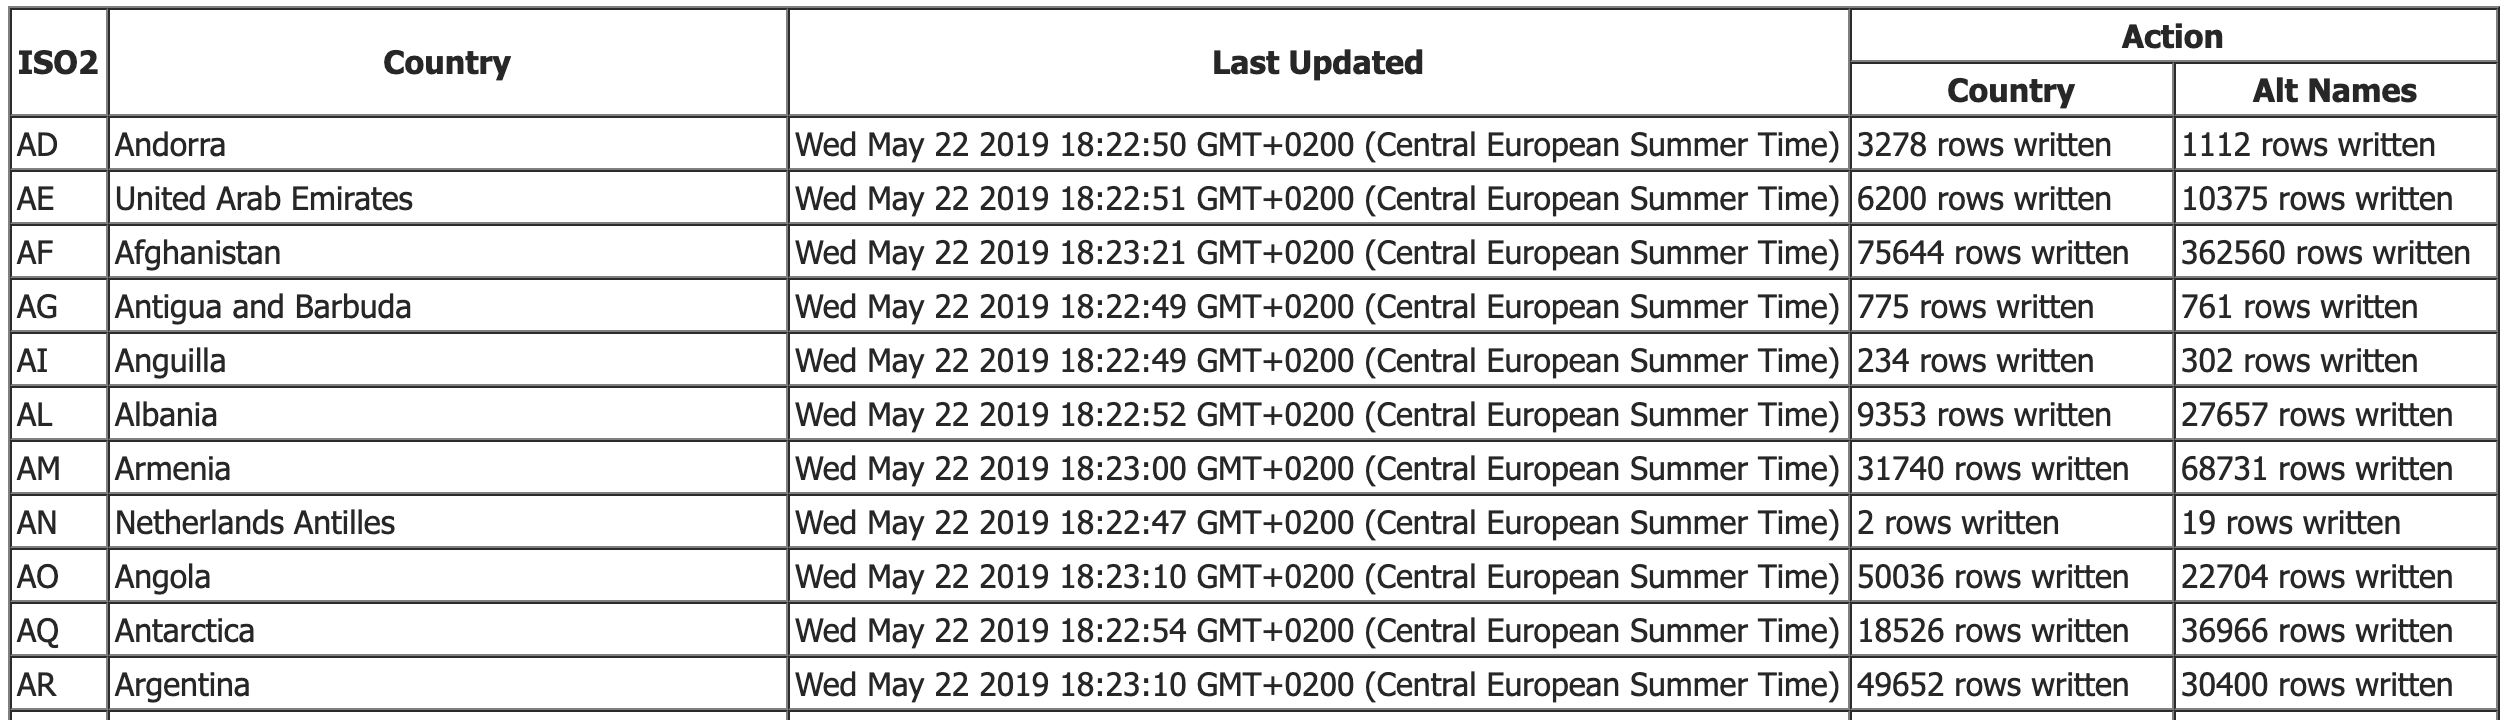 ISO2 Country Last Updated Action
Country Alt Names
AD Andorra Wed May 22 2019 18:22:50 GMT+0200 (Central European Summer Time) 3278 rows written 1112 rows written
AE United Arab Emirates Wed May 22 2019 18:22:51 GMT+0200 (Central European Summer Time) 6200 rows written 10375 rows written
AF Afghanistan Wed May 22 2019 18:23:21 GMT+0200 (Central European Summer Time) 75644 rows written 362560 rows written
AG Antigua and Barbuda Wed May 22 2019 18:22:49 GMT+0200 (Central European Summer Time) 775 rows written 761 rows written
AI Anguilla Wed May 22 2019 18:22:49 GMT+0200 (Central European Summer Time) 234 rows written 302 rows written
AL Albania Wed May 22 2019 18:22:52 GMT+0200 (Central European Summer Time) 9353 rows written 27657 rows written
AM Armenia Wed May 22 2019 18:23:00 GMT+0200 (Central European Summer Time) 31740 rows written 68731 rows written
AN Netherlands Antilles Wed May 22 2019 18:22:47 GMT+0200 (Central European Summer Time) 2 rows written 19 rows written
AO Angola Wed May 22 2019 18:23:10 GMT+0200 (Central European Summer Time) 50036 rows written 22704 rows written
AQ Antarctica Wed May 22 2019 18:22:54 GMT+0200 (Central European Summer Time) 18526 rows written 36966 rows written
AR Argentina Wed May 22 2019 18:23:10 GMT+0200 (Central European Summer Time) 49652 rows written 30400 rows written